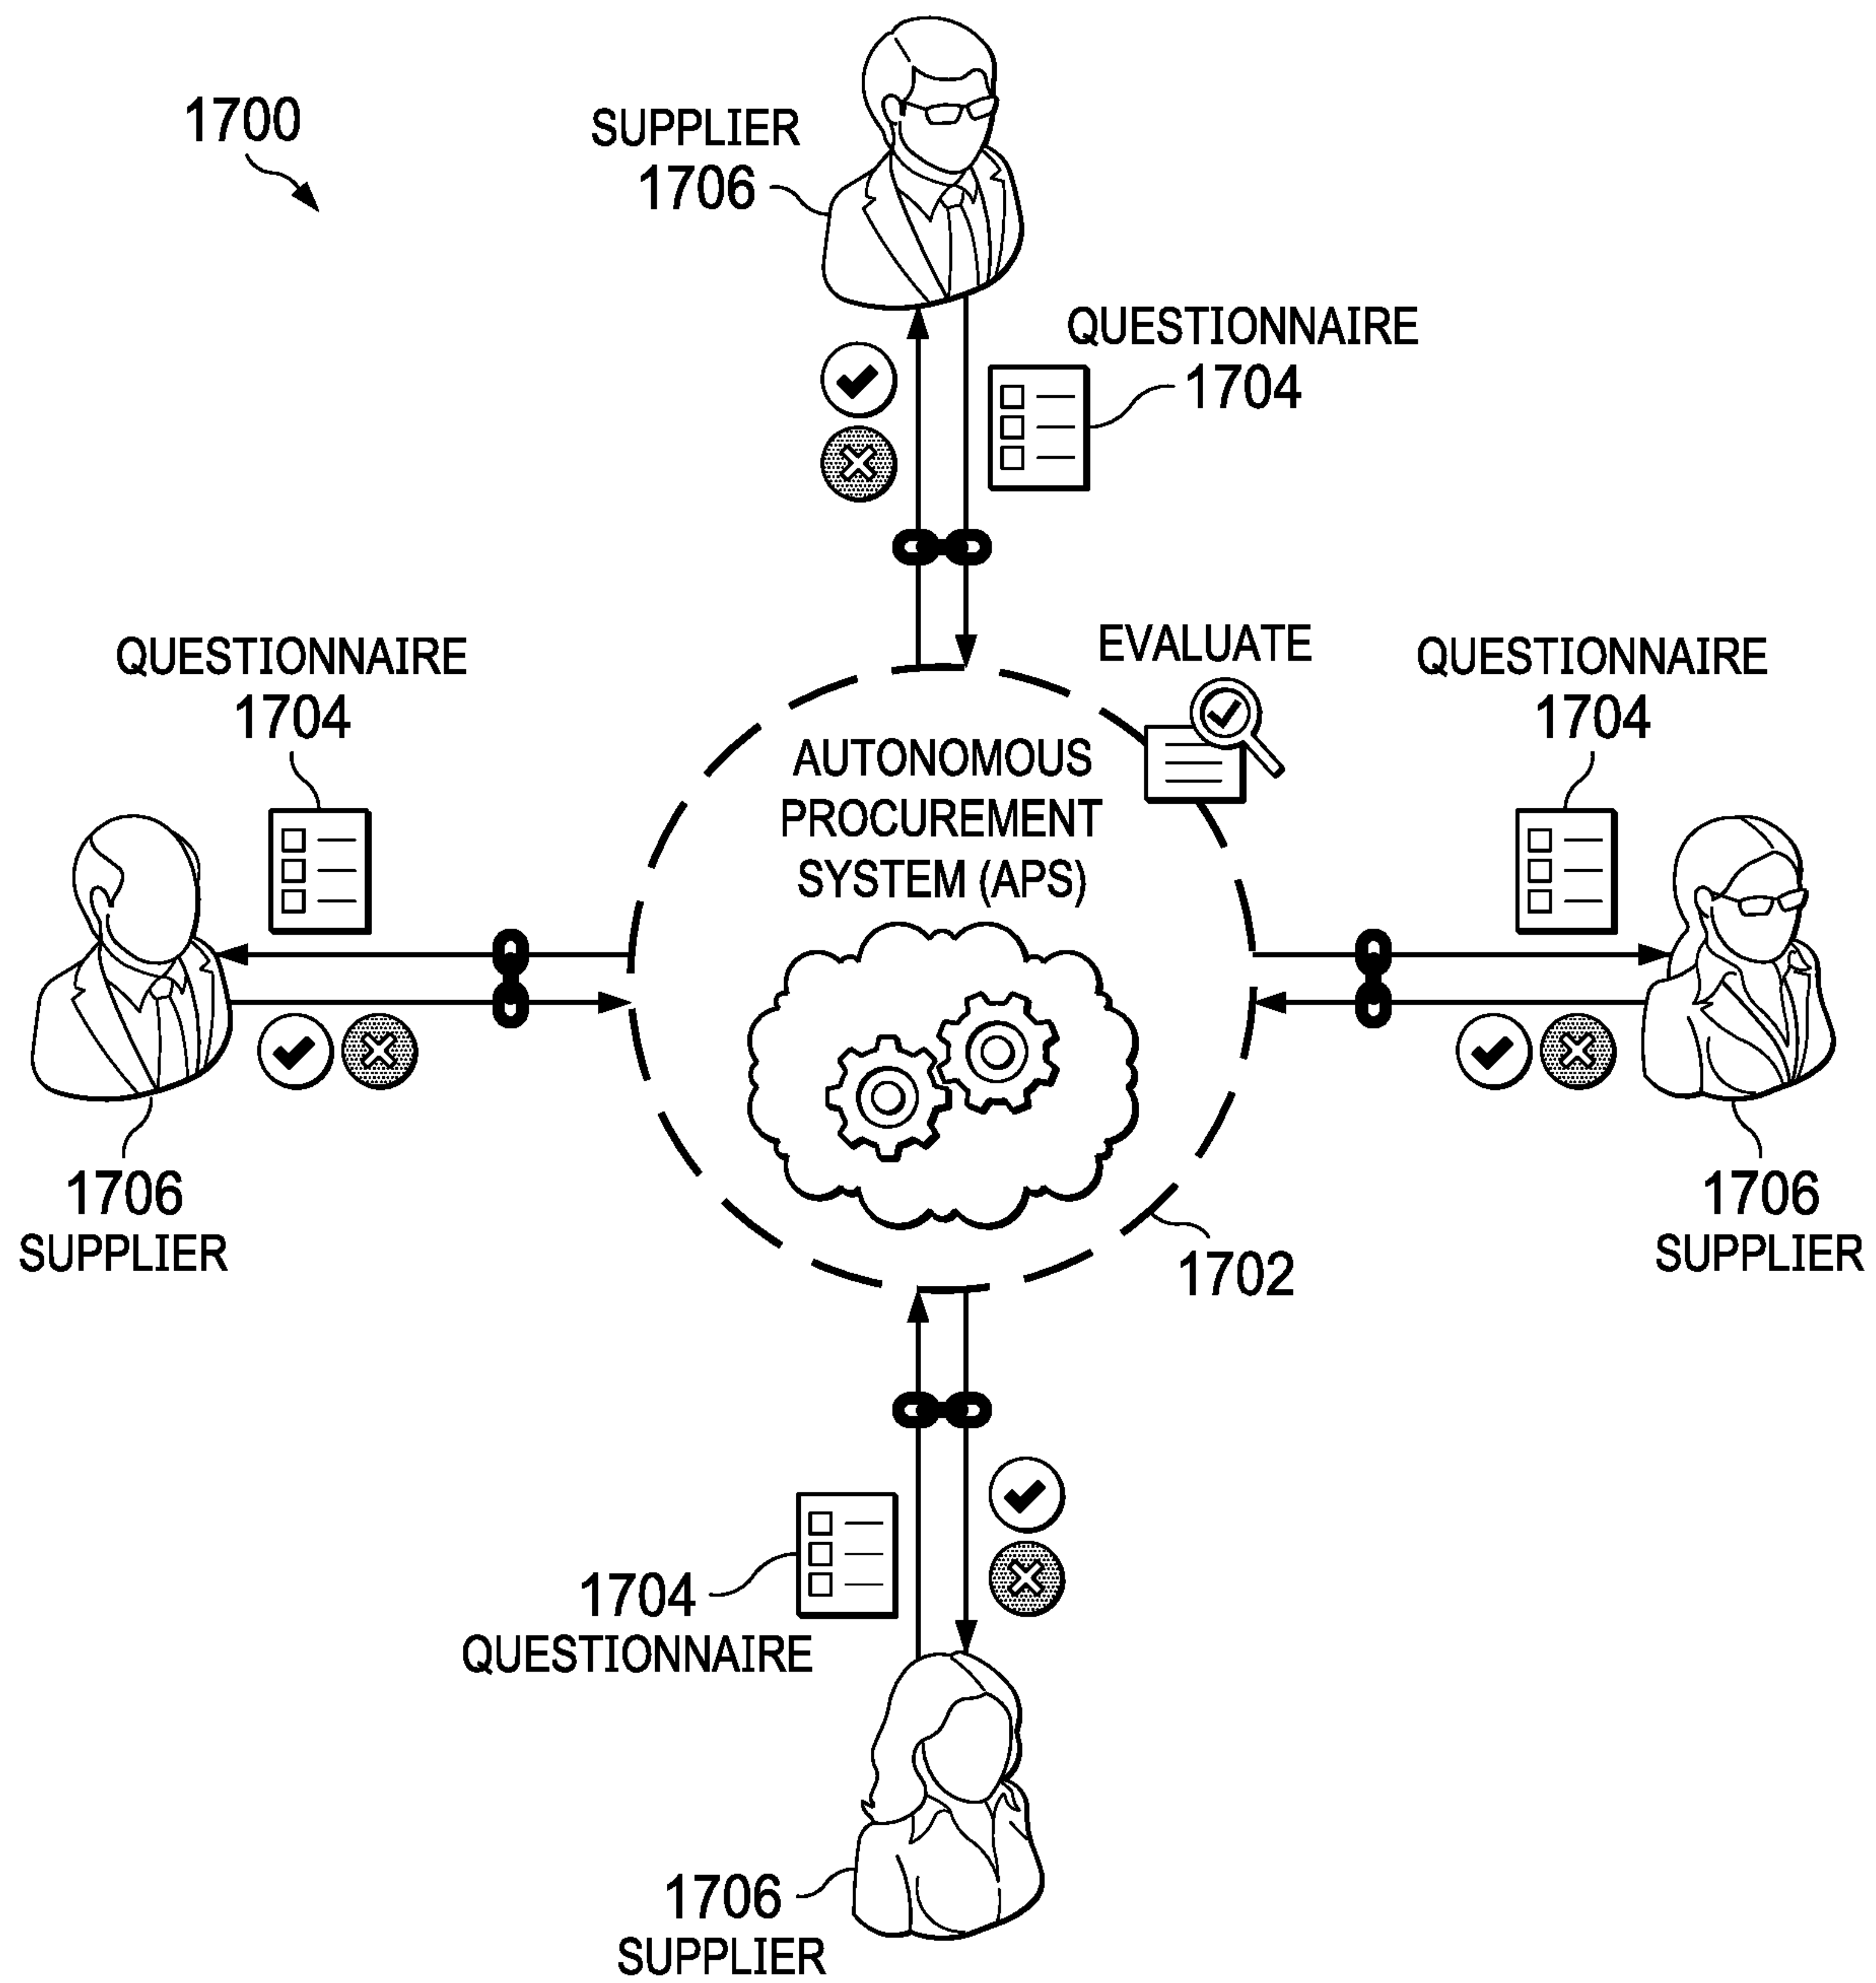 1700
SUPPLIER
1706
QUESTIONNAIRE
1704
QUESTIONNAIRE
1704
EVALUATE
QUESTIONNAIRE
1704
AUTONOMOUS
PROCUREMENT
SYSTEM (APS)
1706
SUPPLIER
1706
SUPPLIER
1702
1704
QUESTIONNAIRE
1706
SUPPLIER